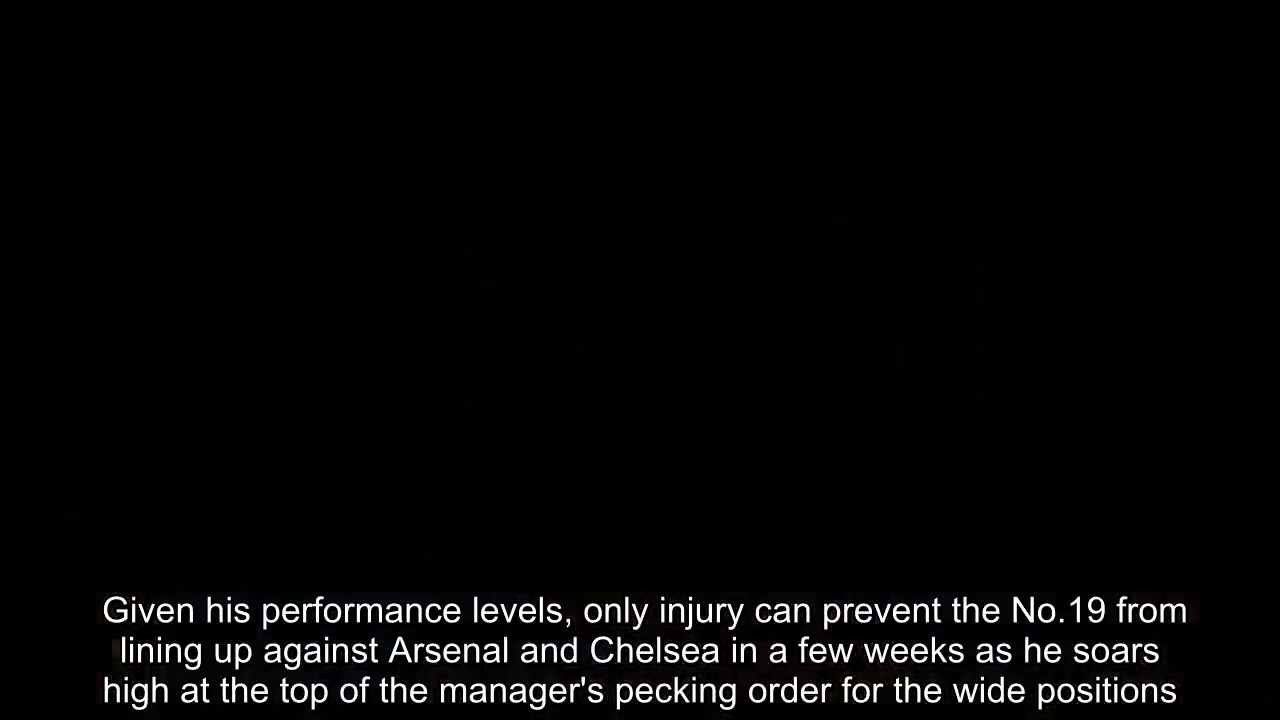 Given his performance levels, only injury can prevent the No.19 from
lining up against Arsenal and Chelsea in a few weeks as he soars
high at the top of the manager's pecking order for the wide positions